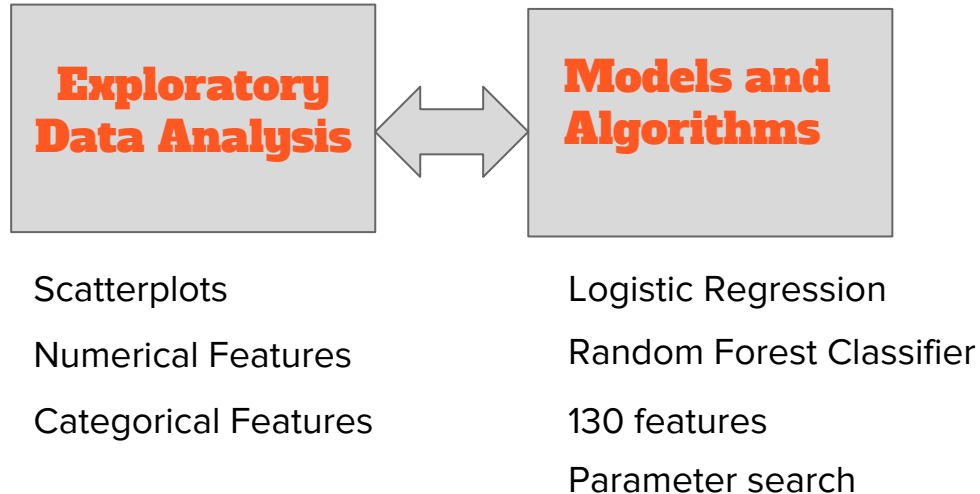 Exploratory
Data Analysis
Models and
Algorithms
Scatterplots
Numerical Features
Categorical Features
Logistic Regression
Random Forest Classifier
130 features
Parameter search